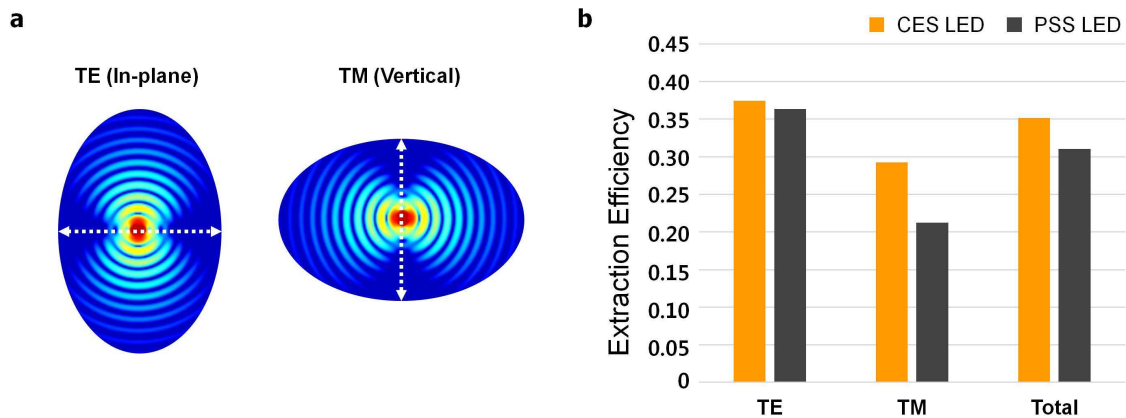 a
TE (In-plane)
TM (Vertical)
b
CES LED
PSS LED
Extraction Efficiency
0.45
0.40
0.35
0.30
0.25
0.20
0.15
0.10
0.05
0
TE
TM
Total